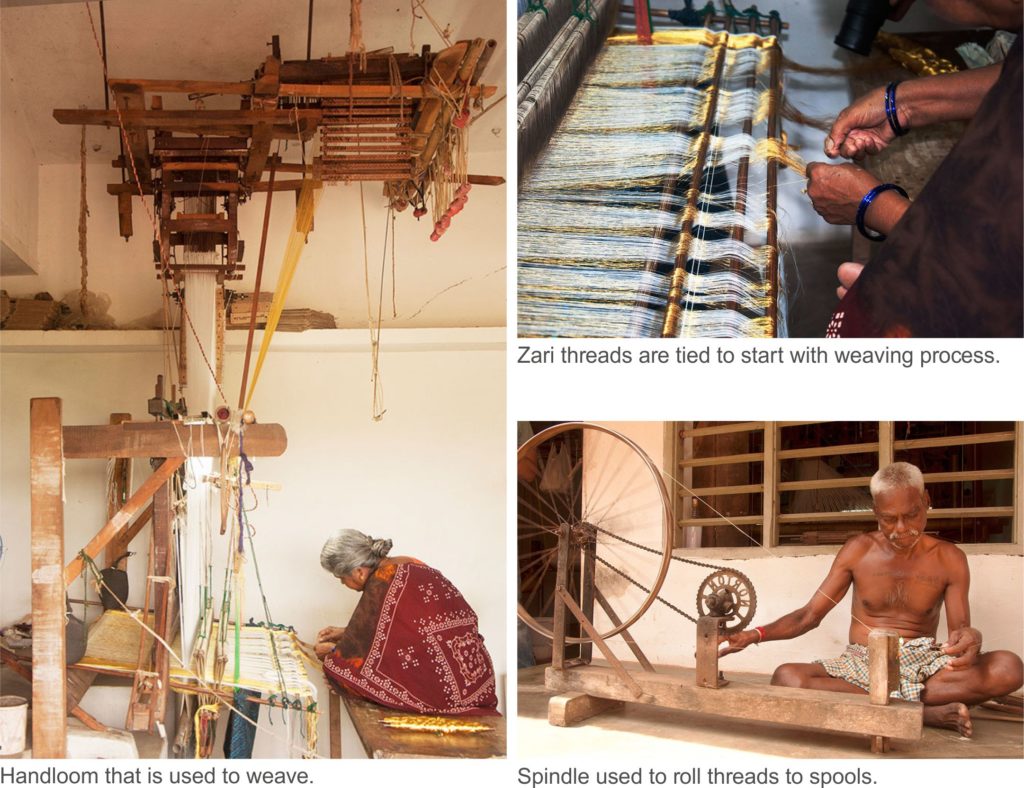 Zari threads are tied to start with weaving process.
Handloom that is used to weave.
Spindle used to roll threads to spools.